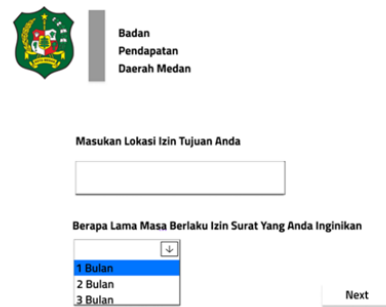 Badan
Pendapatan
Daerah Medan
Masukan Lokasi Izin Tujuan Anda
Berapa Lama Masa Berlaku Izin Surat Yang Anda Inginikan
1 Bulan
2 Bulan
3 Bulan
Next